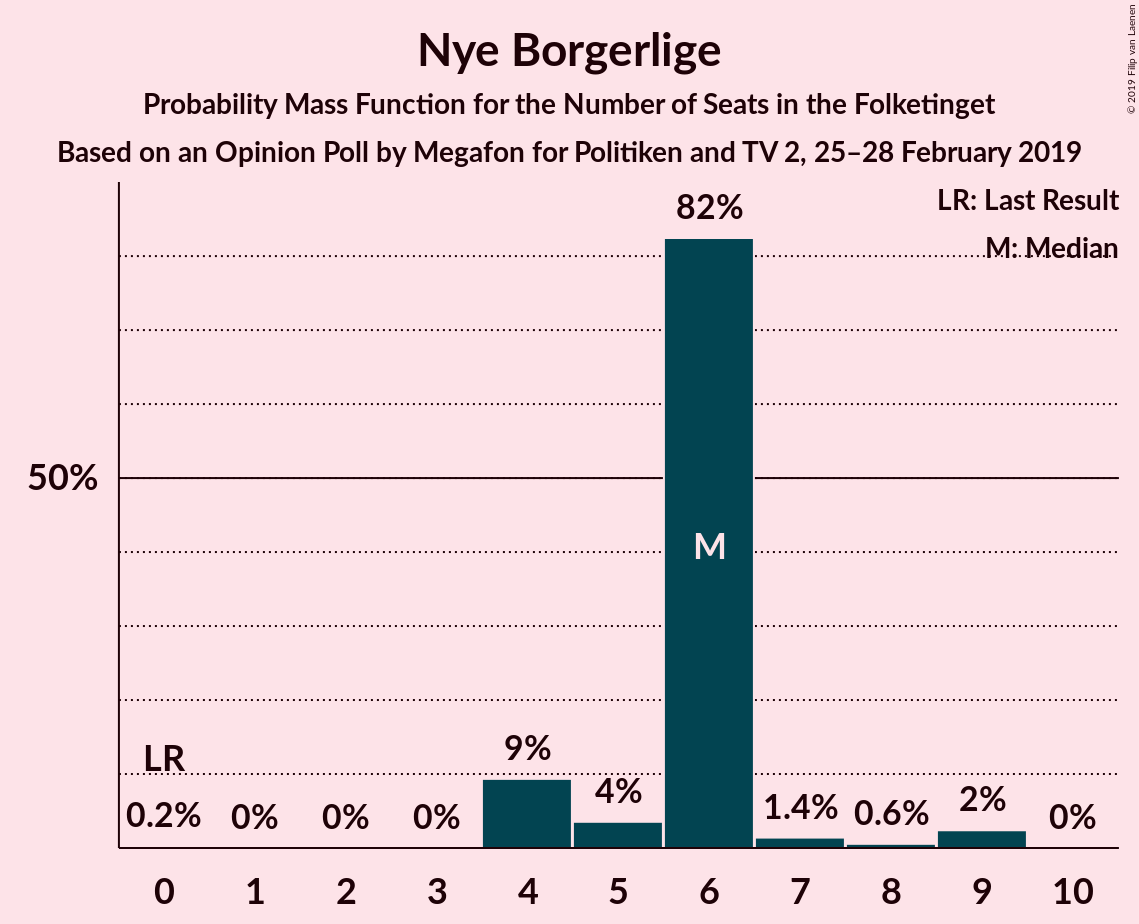 Nye Borgerlige
Probability Mass Function for the Number of Seats in the Folketinget
Based on an Opinion Poll by Megafon for Politiken and TV 2, 25–28 February 2019
© 2019 Filip van Laenen
LR: Last Result
M: Median
82%
50%
M
LR
9%
4%
0.2%
0%
0%
0%
1.4%
0.6%
2%
0%
0 1 2 3 4 5 6 7 8 9 10